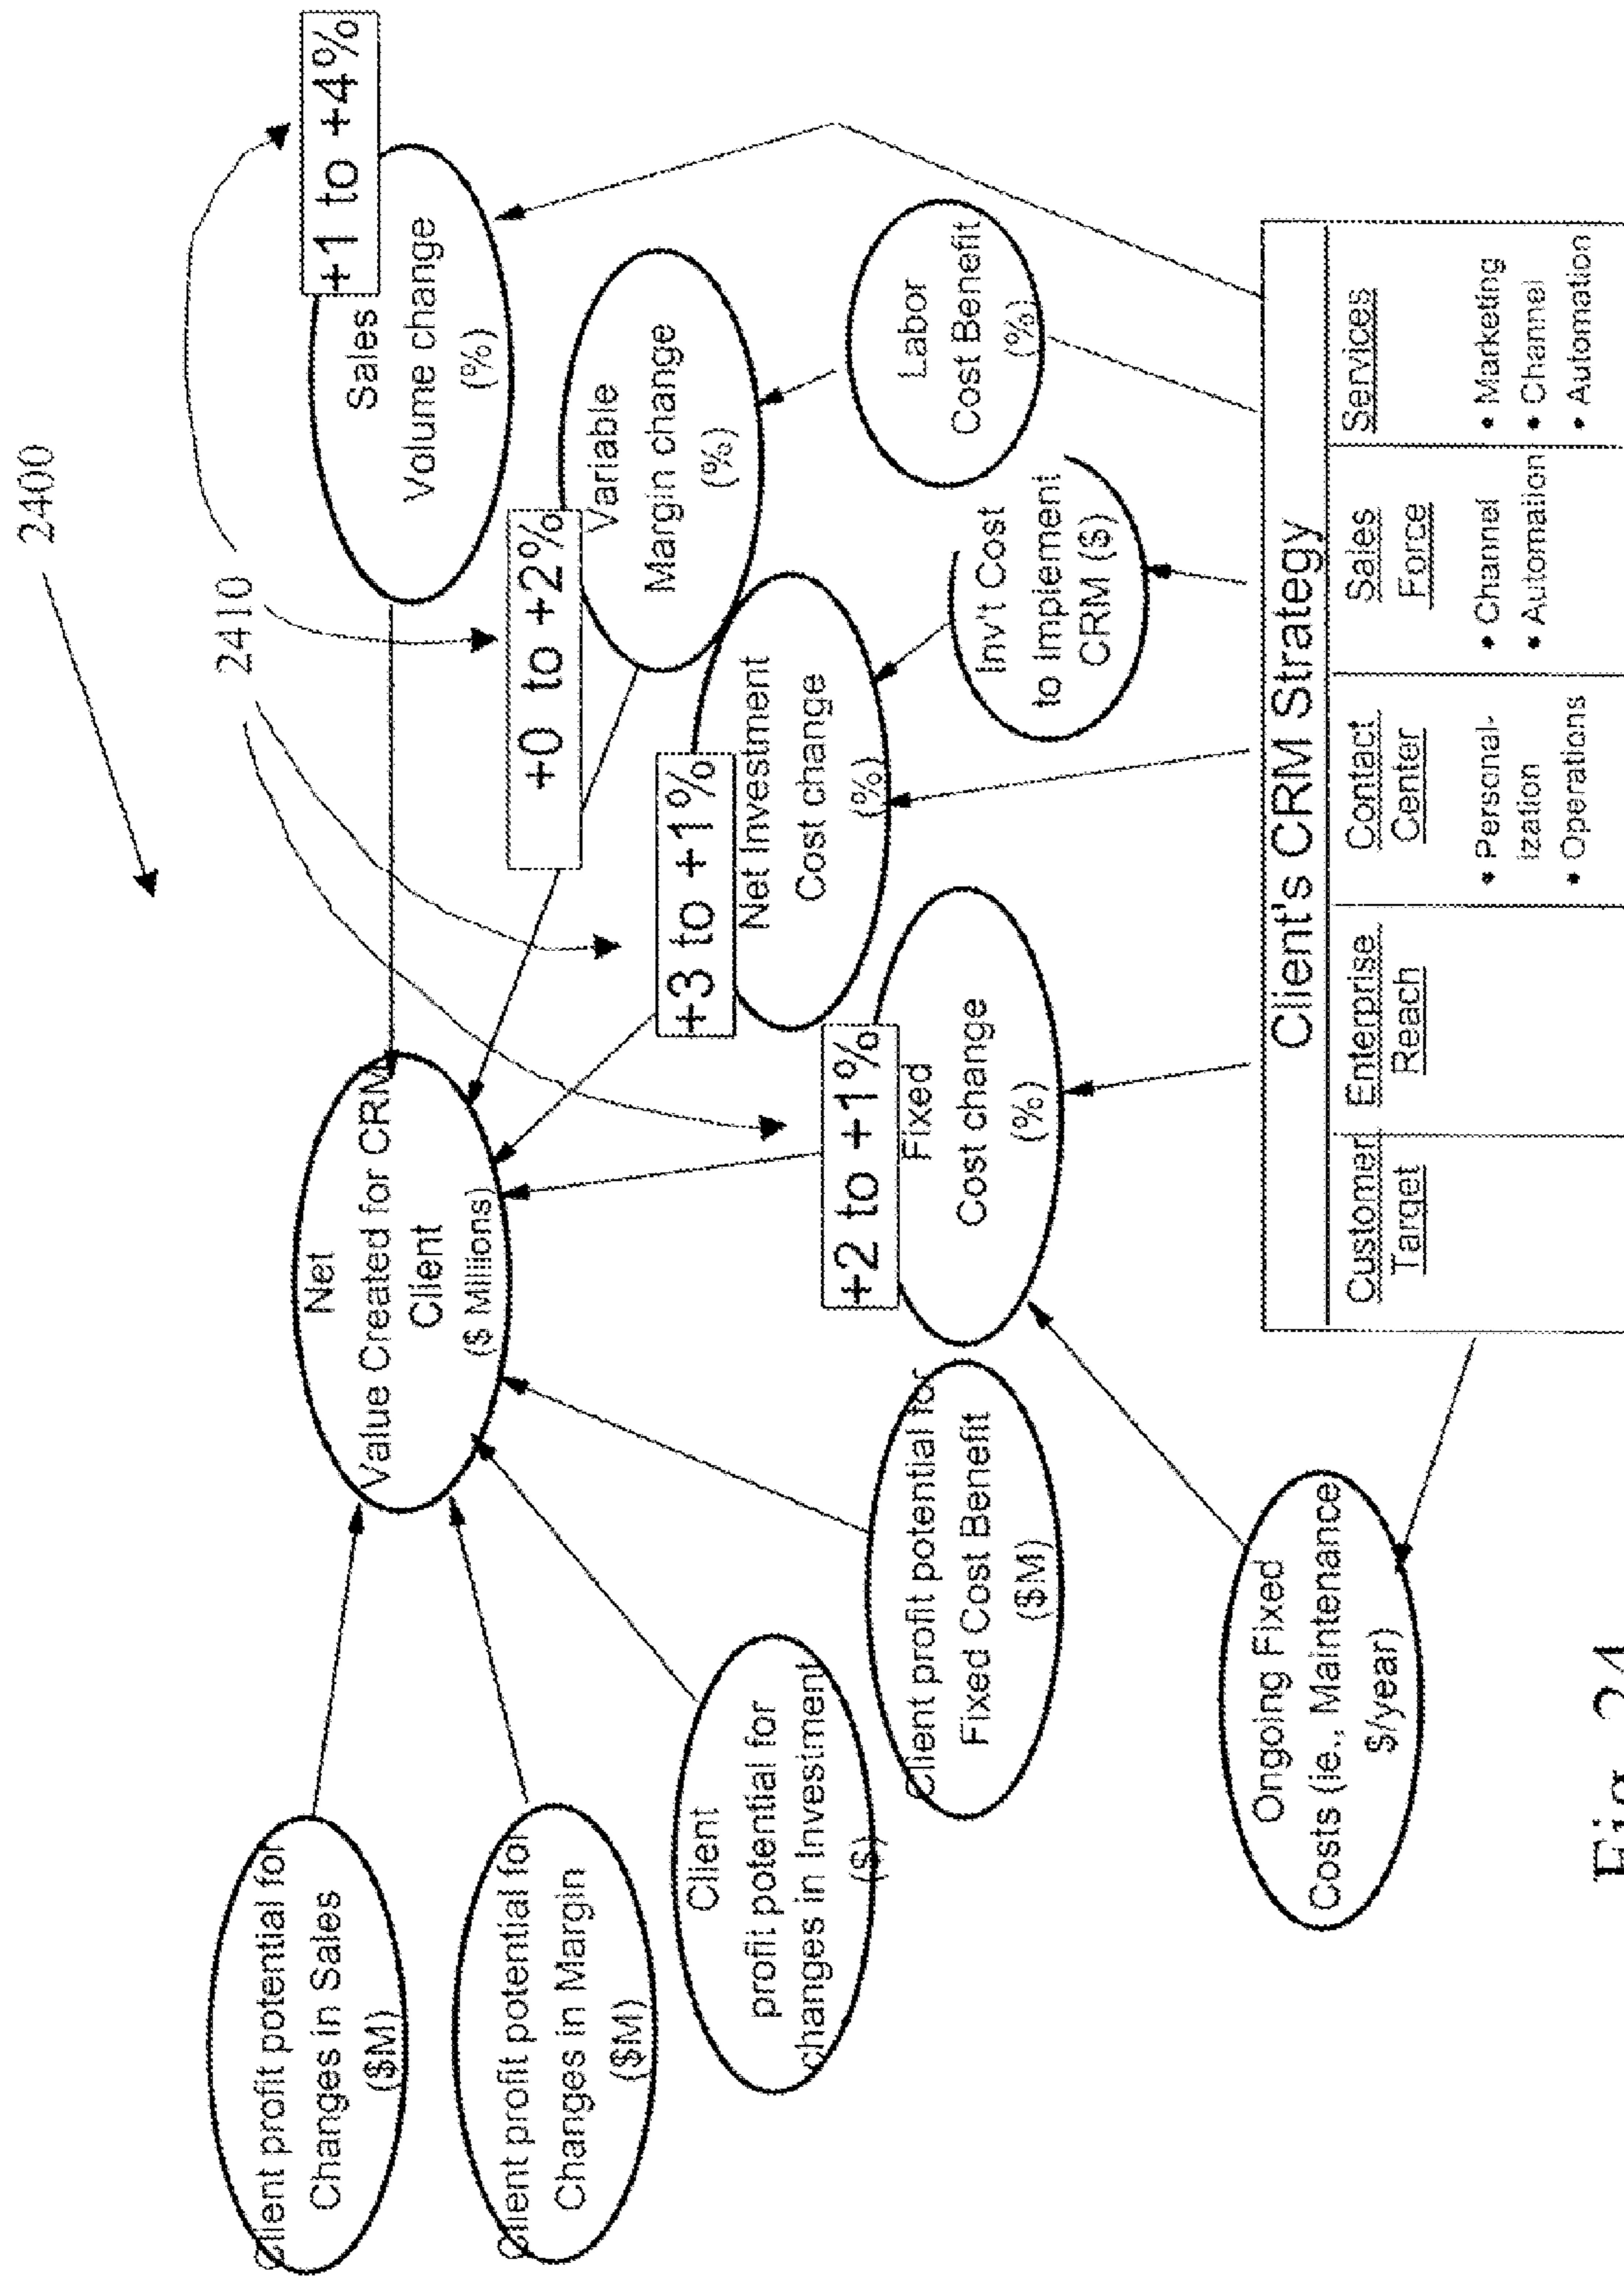 2400
2410
Client profit potential for
Changes in Sales
($M)
Client profit potential for
Changes in Margin
($M)
Client
profit potential for
changes in Investment
($)
Client profit potential for
Fixed Cost Benefit
($M)
Ongoing Fixed
Costs (ie., Maintenance
$/year)
Net
Value Created for CRM
Client
($ Millions)
+1 to +4%
Sales
Volume change
(%)
+0 to +2%
Variable
Margin change
(%)
+3 to +1%
Net Investment
Cost change
(%)
+2 to +1%
Fixed
Cost change
(%)
Labor
Cost Benefit
(%)
Inv't Cost
to Implement
CRM ($)
Client's CRM Strategy
Customer
Target
Enterprise
Reach
Contact
Center
• Personal-
ization
• Operations
Sales
Force
• Channel
• Automation
Services
• Marketing
• Channel
• Automation
Fig. 24